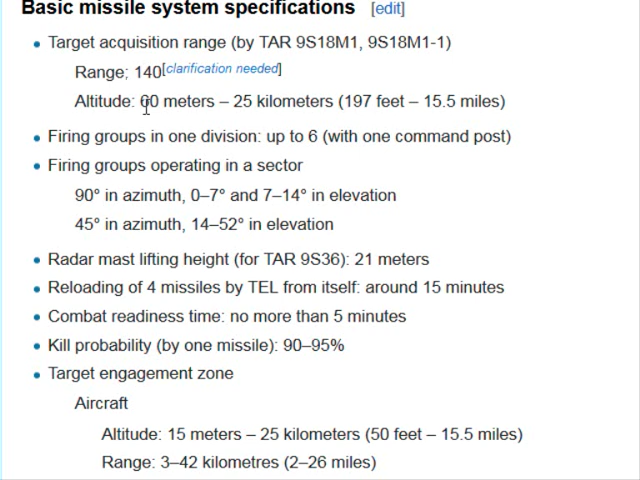 Basic missile system specifications [edit]
Target acquisition range (by TAR 9S18M1, 9S18M1-1)
Range; 140[clarification needed]
Altitude: 60 meters – 25 kilometers (197 feet – 15.5 miles)
Firing groups in one division: up to 6 (with one command post)
Firing groups operating in a sector
90° in azimuth, 0–7° and 7–14° in elevation
45° in azimuth, 14–52° in elevation
Radar mast lifting height (for TAR 9S36): 21 meters
Reloading of 4 missiles by TEL from itself: around 15 minutes
Combat readiness time: no more than 5 minutes
Kill probability (by one missile): 90–95%
Target engagement zone
Aircraft
Altitude: 15 meters – 25 kilometers (50 feet – 15.5 miles)
Range: 3–42 kilometres (2–26 miles)